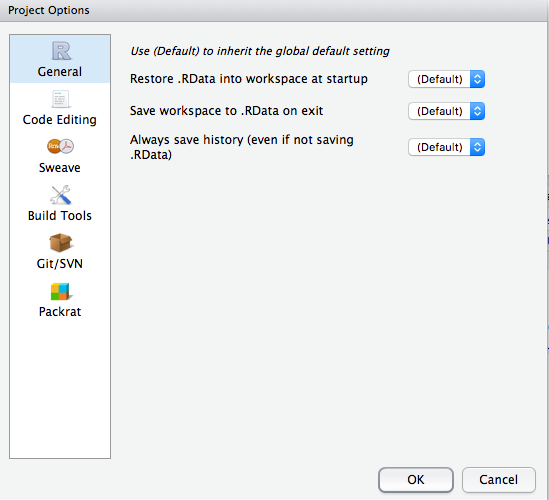 Project Options
General
Code Editing
Sweave
Build Tools
Git/SVN
Packrat
Use (Default) to inherit the global default setting
Restore .RData into workspace at startup (Default)
Save workspace to .RData on exit (Default)
Always save history (even if not saving
.RData) (Default)
OK Cancel